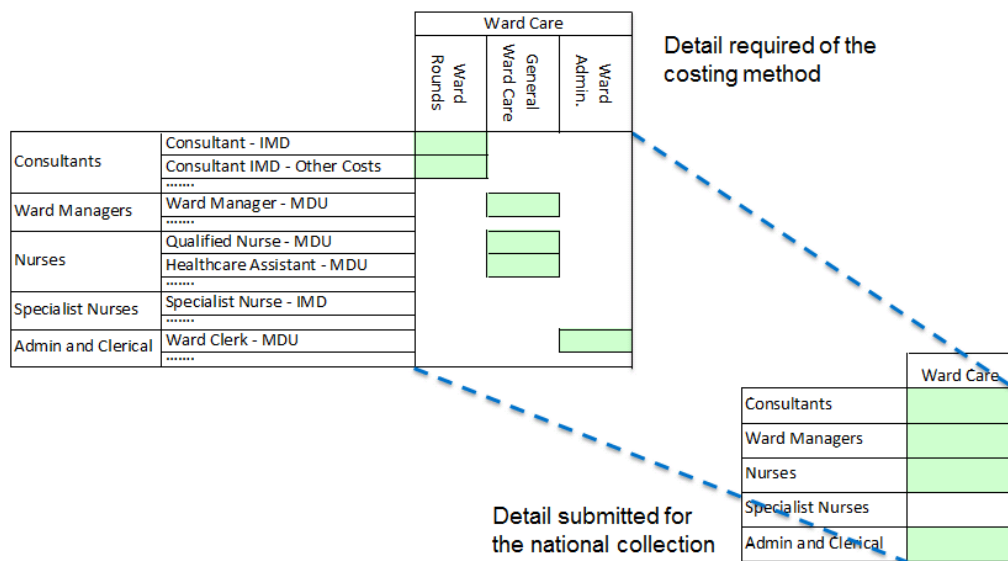 Ward Care
Detail required of the
costing method
Ward
Rounds
General
Ward Care
Ward
Admin.
Consultants
Consultant - IMD
Consultant IMD - Other Costs
.......
Ward Managers
Ward Manager - MDU
.......
Nurses
Qualified Nurse - MDU
Healthcare Assistant - MDU
.......
Specialist Nurses
Specialist Nurse - IMD
.......
Admin and Clerical
Ward Clerk - MDU
.......
Ward Care
Consultants
Ward Managers
Nurses
Specialist Nurses
Admin and Clerical
Detail submitted for
the national collection